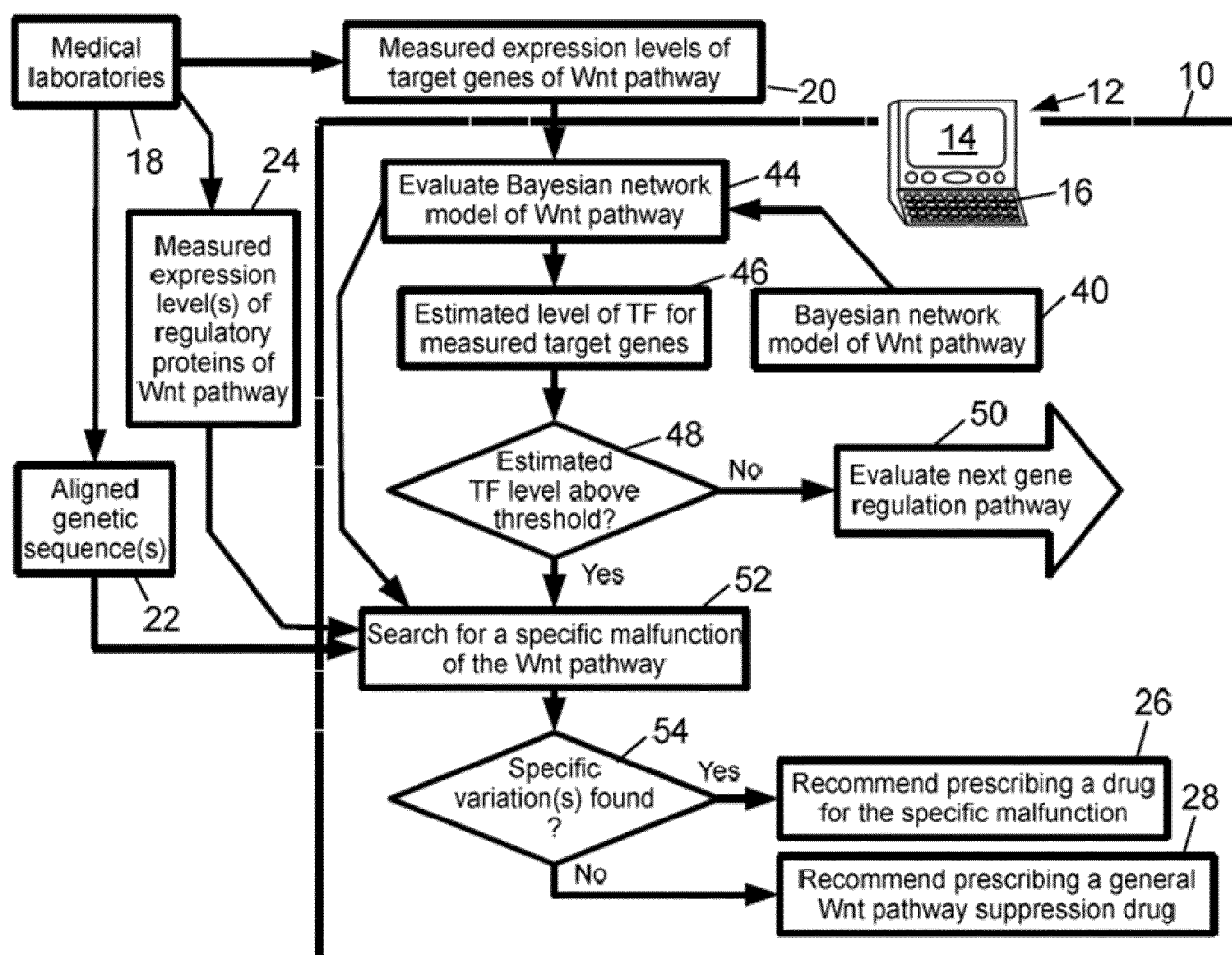 Medical
laboratories
18
Measured expression levels of
target genes of Wnt pathway
20
12
10
14
16
24
Measured
expression
level(s) of
regulatory
proteins of
Wnt pathway
Evaluate Bayesian network
model of Wnt pathway
44
46
Estimated level of TF for
measured target genes
40
Bayesian network
model of Wnt pathway
Aligned
genetic
sequence(s)
22
48
Estimated
TF level above
threshold?
No
50
Evaluate next gene
regulation pathway
Yes
52
Search for a specific malfunction
of the Wnt pathway
54
Specific
variation(s) found
?
Yes
26
Recommend prescribing a drug
for the specific malfunction
28
No
Recommend prescribing a general
Wnt pathway suppression drug